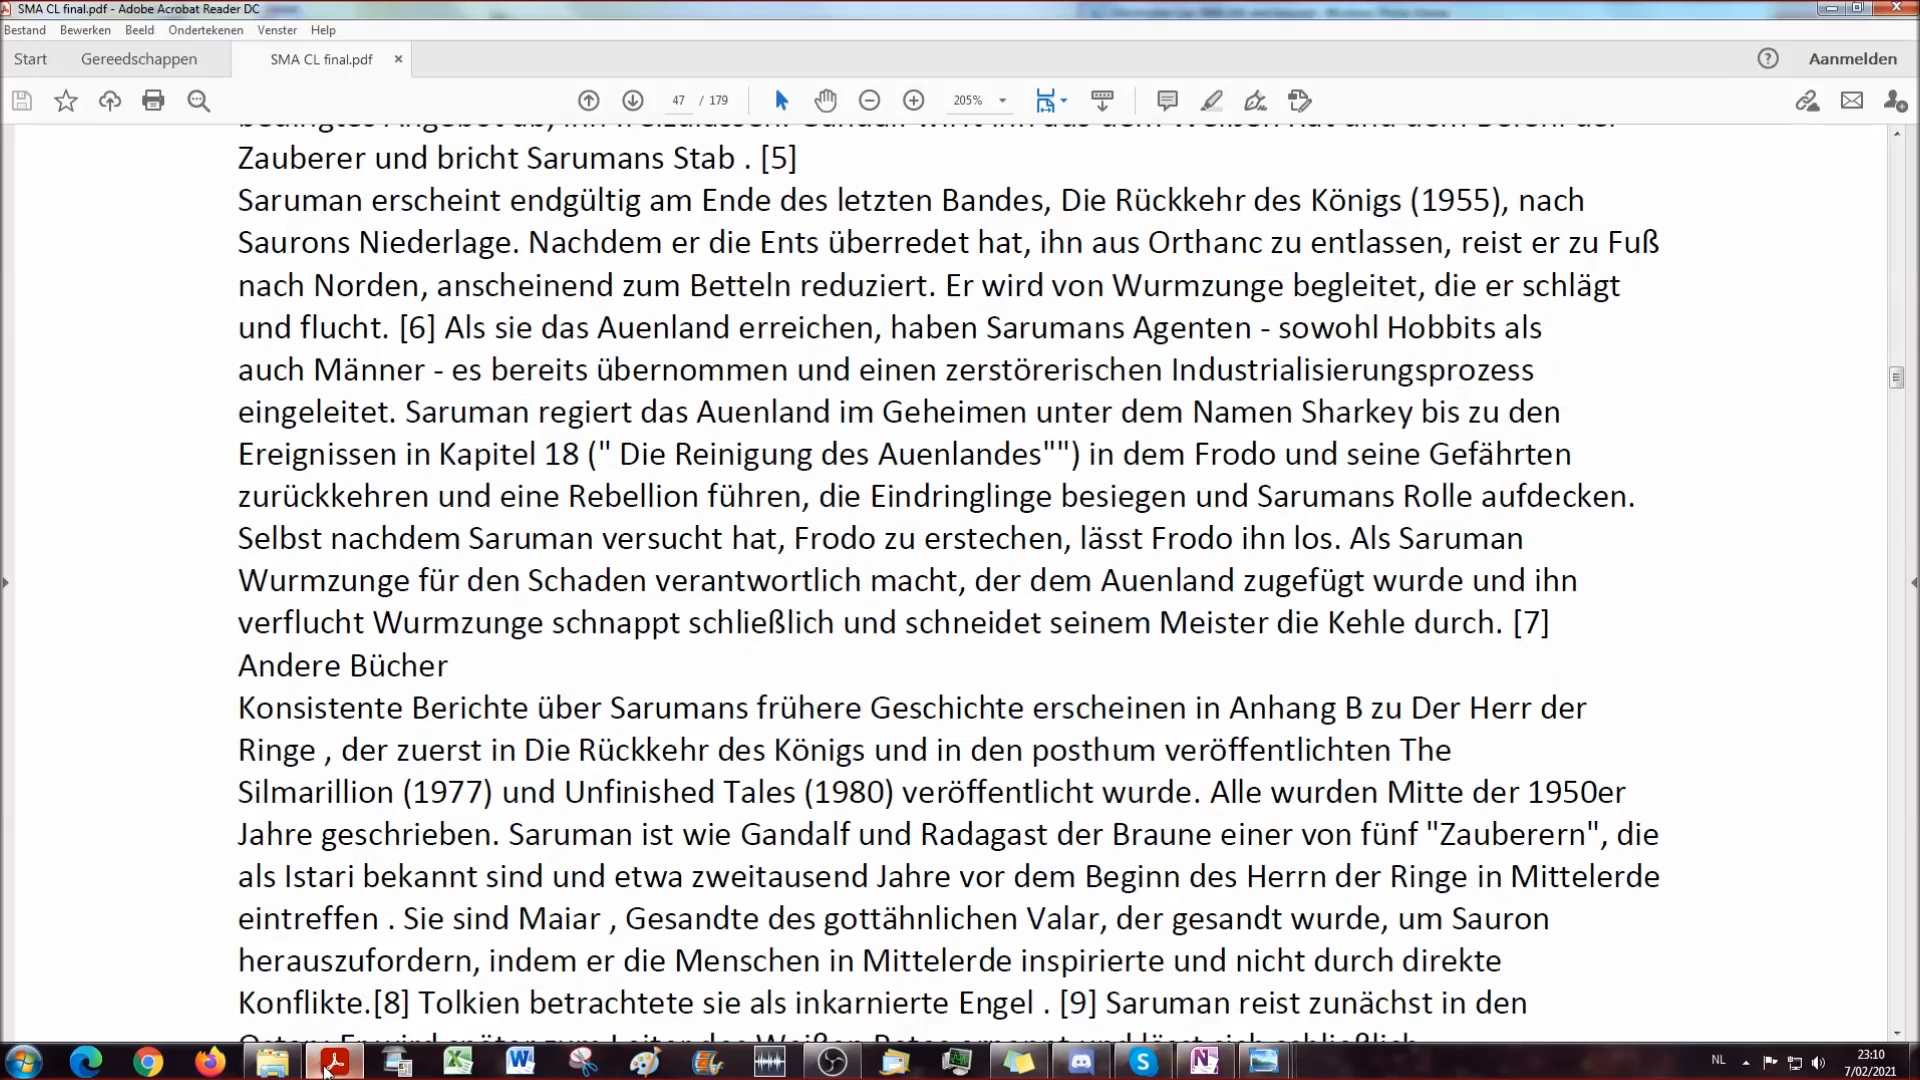 SMA CL final.pdf - Adobe Acrobat Reader DC
Bestand Bewerken Beeld Ondertekenen Venster Help
Start Gereedschappen SMA CL final.pdf × ? Aanmelden
47 / 179 205%
Zauberer und bricht Sarumans Stab . [5]
Saruman erscheint endgültig am Ende des letzten Bandes, Die Rückkehr des Königs (1955), nach
Saurons Niederlage. Nachdem er die Ents überredet hat, ihn aus Orthanc zu entlassen, reist er zu Fuß
nach Norden, anscheinend zum Betteln reduziert. Er wird von Wurmzunge begleitet, die er schlägt
und flucht. [6] Als sie das Auenland erreichen, haben Sarumans Agenten - sowohl Hobbits als
auch Männer - es bereits übernommen und einen zerstörerischen Industrialisierungsprozess
eingeleitet. Saruman regiert das Auenland im Geheimen unter dem Namen Sharkey bis zu den
Ereignissen in Kapitel 18 (" Die Reinigung des Auenlandes"") in dem Frodo und seine Gefährten
zurückkehren und eine Rebellion führen, die Eindringlinge besiegen und Sarumans Rolle aufdecken.
Selbst nachdem Saruman versucht hat, Frodo zu erstechen, lässt Frodo ihn los. Als Saruman
Wurmzunge für den Schaden verantwortlich macht, der dem Auenland zugefügt wurde und ihn
verflucht Wurmzunge schnappt schließlich und schneidet seinem Meister die Kehle durch. [7]
Andere Bücher
Konsistente Berichte über Sarumans frühere Geschichte erscheinen in Anhang B zu Der Herr der
Ringe , der zuerst in Die Rückkehr des Königs und in den posthum veröffentlichten The
Silmarillion (1977) und Unfinished Tales (1980) veröffentlicht wurde. Alle wurden Mitte der 1950er
Jahre geschrieben. Saruman ist wie Gandalf und Radagast der Braune einer von fünf "Zauberern", die
als Istari bekannt sind und etwa zweitausend Jahre vor dem Beginn des Herrn der Ringe in Mittelerde
eintreffen . Sie sind Maiar , Gesandte des gottähnlichen Valar, der gesandt wurde, um Sauron
herauszufordern, indem er die Menschen in Mittelerde inspirierte und nicht durch direkte
Konflikte.[8] Tolkien betrachtete sie als inkarnierte Engel . [9] Saruman reist zunächst in den
NL 23:10
7/02/2021